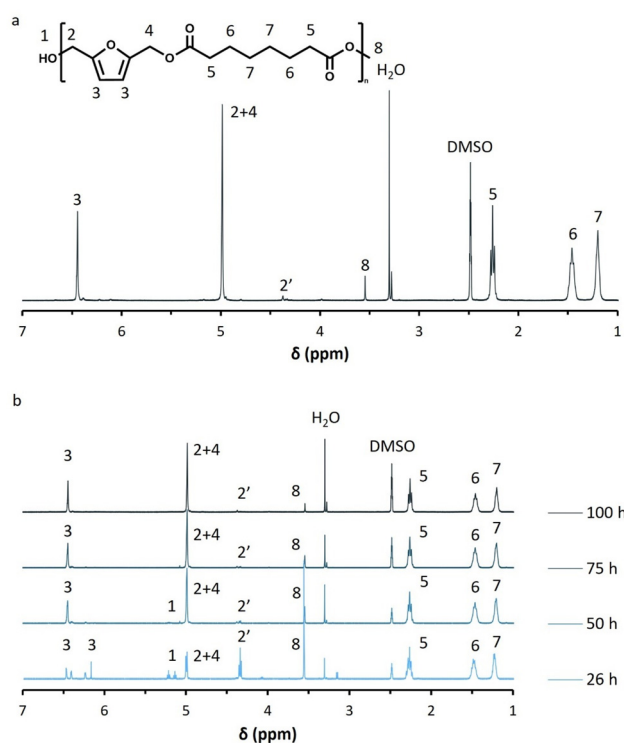 a
1 2 4 6 7 5
O O
HO O O 8
O O
n
3 3 5 7 6
H₂O
2+4
DMSO
3 5
6 7
8
2'
7 6 5 4 3 2 1
δ (ppm)
b
H₂O
3 2+4 DMSO
2' 8 5 6 7
100 h
3 2+4 2' 8 5 6 7
75 h
3 1 2+4 2' 8 5 6 7
50 h
3 3 1 2+4 2' 8 5 6 7
26 h
7 6 5 4 3 2 1
δ (ppm)